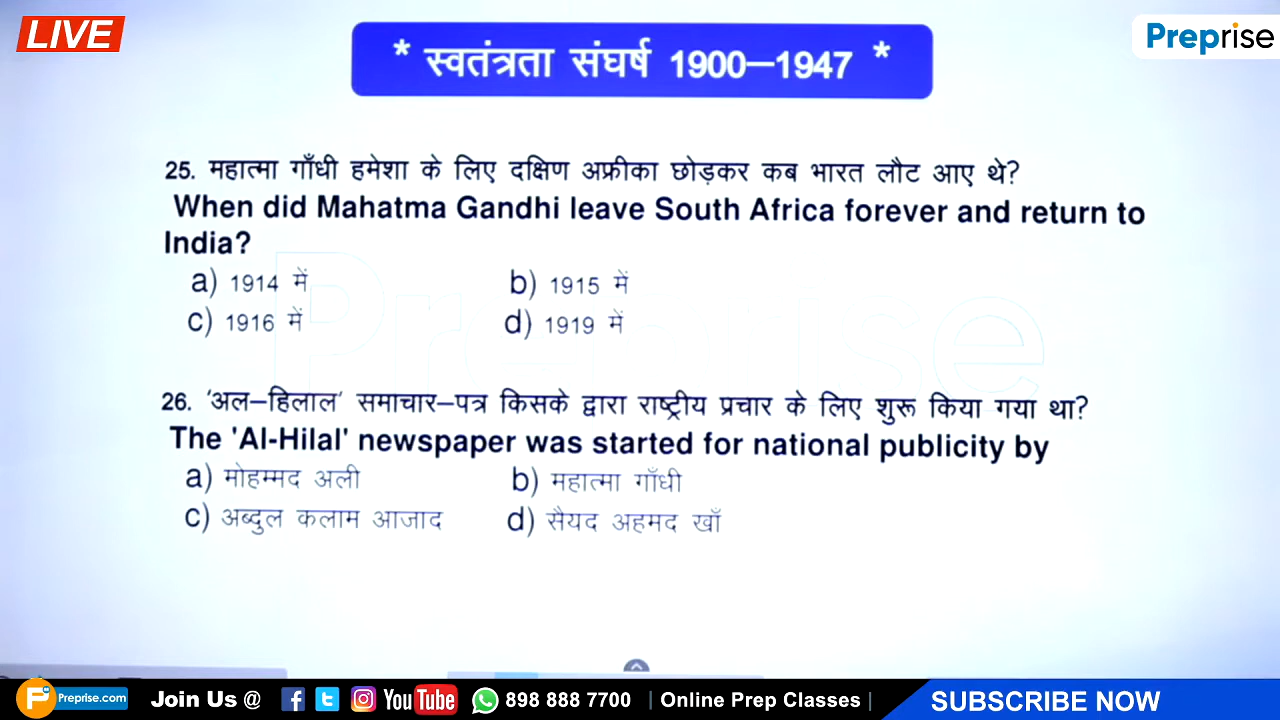 LIVE
Preprise
* स्वतंत्रता संघर्ष 1900–1947 *
25. महात्मा गाँधी हमेशा के लिए दक्षिण अफ्रीका छोड़कर कब भारत लौट आए थे?
When did Mahatma Gandhi leave South Africa forever and return to
India?
a) 1914 में b) 1915 में
c) 1916 में d) 1919 में
Preprise
26. 'अल–हिलाल' समाचार–पत्र किसके द्वारा राष्ट्रीय प्रचार के लिए शुरू किया गया था?
The 'Al-Hilal' newspaper was started for national publicity by
a) मोहम्मद अली b) महात्मा गाँधी
c) अब्दुल कलाम आजाद d) सैयद अहमद खाँ
Preprise.com Join Us @ YouTube 898 888 7700 | Online Prep Classes | SUBSCRIBE NOW